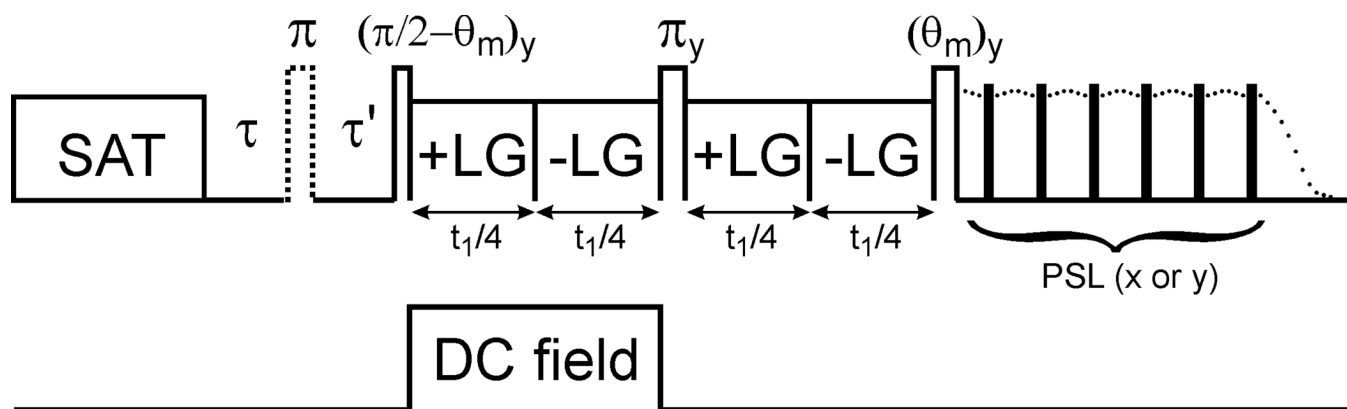 π (π/2−θm)y πy (θm)y
SAT τ τ' +LG -LG +LG -LG
t1/4 t1/4 t1/4 t1/4
PSL (x or y)
DC field